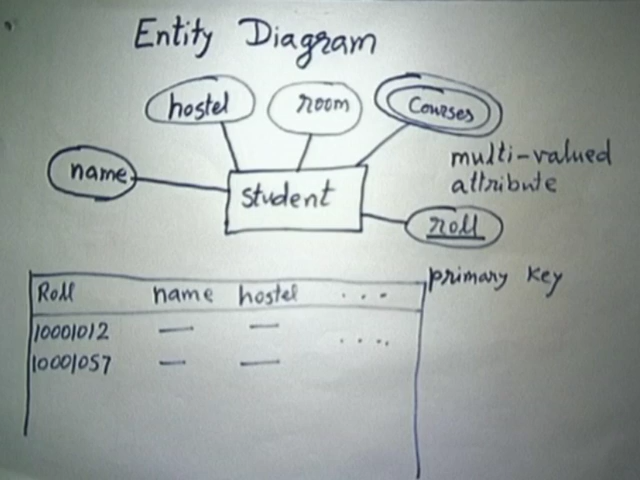 Entity Diagram
hostel
room
Courses
name
student
multi-valued
attribute
roll
primary key
Roll name hostel ...
10001012 — — ....
10001057 — —